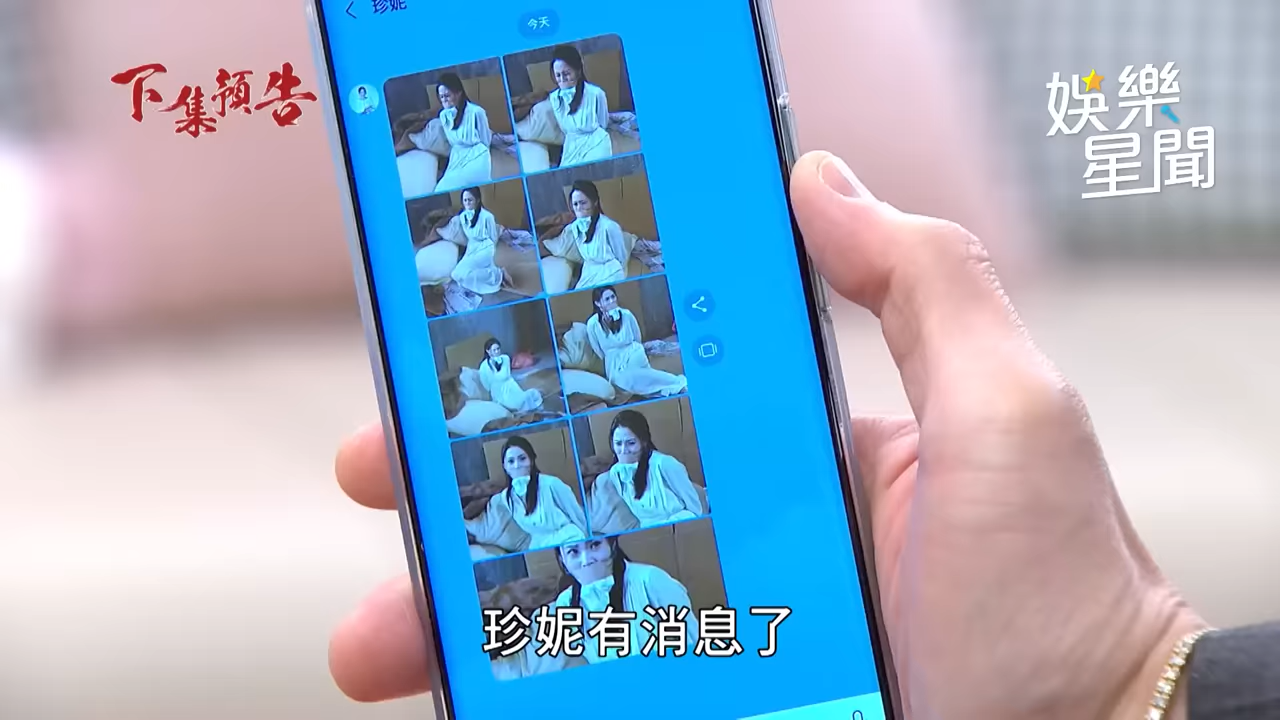 珍妮
今天
下集預告
娛樂
星聞
珍妮有消息了